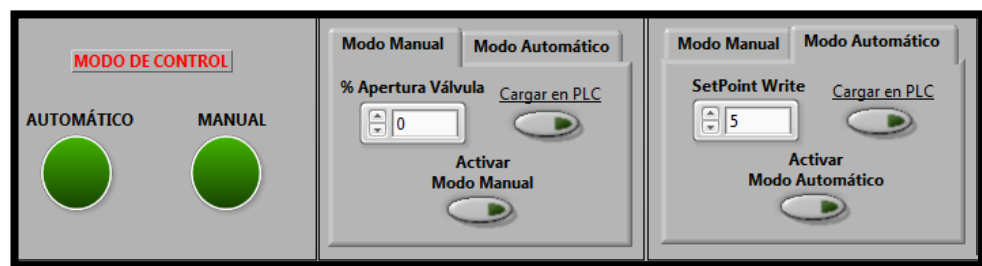 MODO DE CONTROL
AUTOMÁTICO MANUAL
Modo Manual Modo Automático
% Apertura Válvula Cargar en PLC
0
Activar
Modo Manual
Modo Manual Modo Automático
SetPoint Write Cargar en PLC
5
Activar
Modo Automático